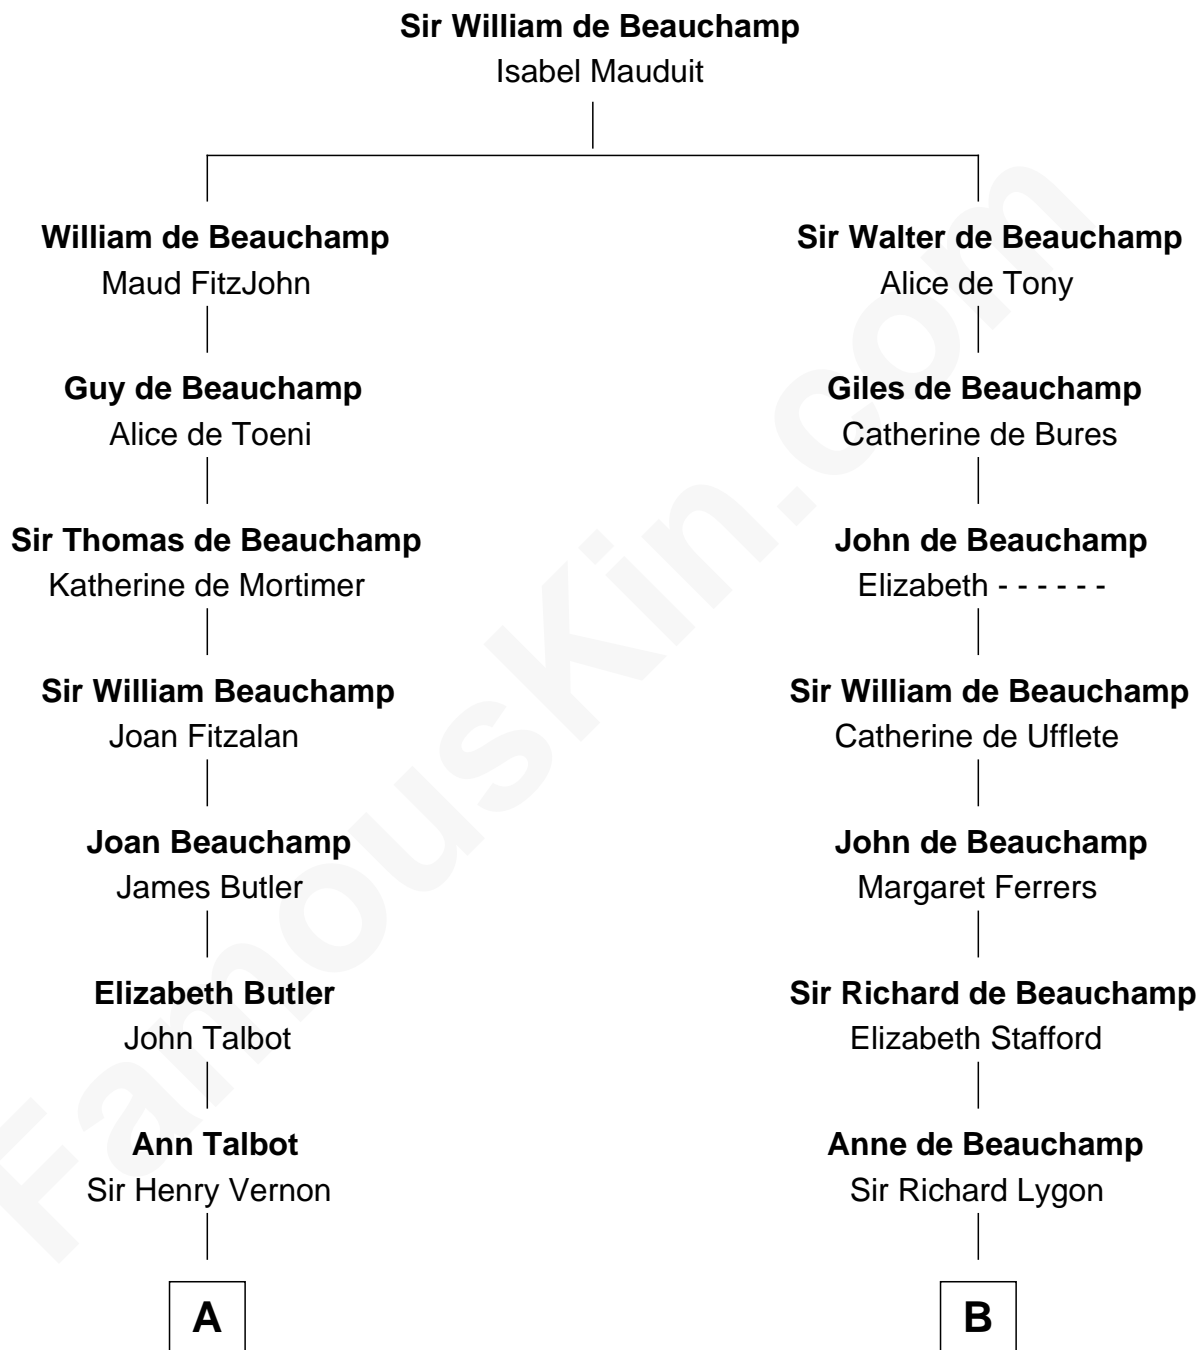 Sir William de Beauchamp
Isabel Mauduit
William de Beauchamp
Maud FitzJohn
Sir Walter de Beauchamp
Alice de Tony
Guy de Beauchamp
Alice de Toeni
Giles de Beauchamp
Catherine de Bures
Sir Thomas de Beauchamp
Katherine de Mortimer
John de Beauchamp
Elizabeth - - - - - -
Sir William Beauchamp
Joan Fitzalan
Sir William de Beauchamp
Catherine de Ufflete
Joan Beauchamp
James Butler
John de Beauchamp
Margaret Ferrers
Elizabeth Butler
John Talbot
Sir Richard de Beauchamp
Elizabeth Stafford
Ann Talbot
Sir Henry Vernon
Anne de Beauchamp
Sir Richard Lygon
A
B
FamousKin.com